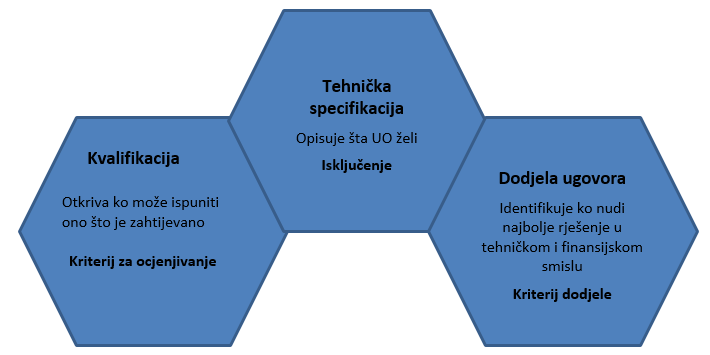 Kvalifikacija
Otkriva ko može ispuniti
ono što je zahtijevano
Kriterij za ocjenjivanje
Tehnička
specifikacija
Opisuje šta UO želi
Isključenje
Dodjela ugovora
Identifikuje ko nudi
najbolje rješenje u
tehničkom i finansijskom
smislu
Kriterij dodjele